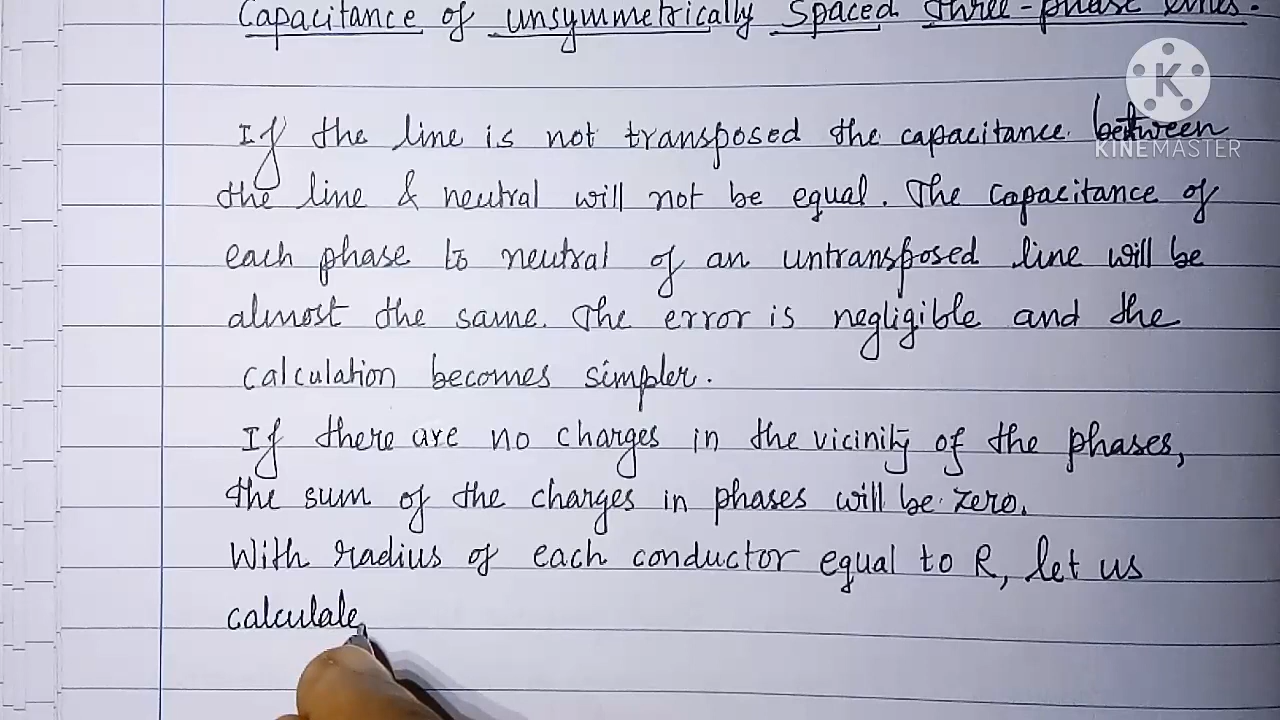 Capacitance of unsymmetrically spaced three-phase lines.
If the line is not transposed the capacitance between
the line & neutral will not be equal. The capacitance of
each phase to neutral of an untransposed line will be
almost the same. The error is negligible and the
calculation becomes simpler.
If there are no charges in the vicinity of the phases,
the sum of the charges in phases will be zero.
With radius of each conductor equal to R, let us
calculate
K
KINEMASTER